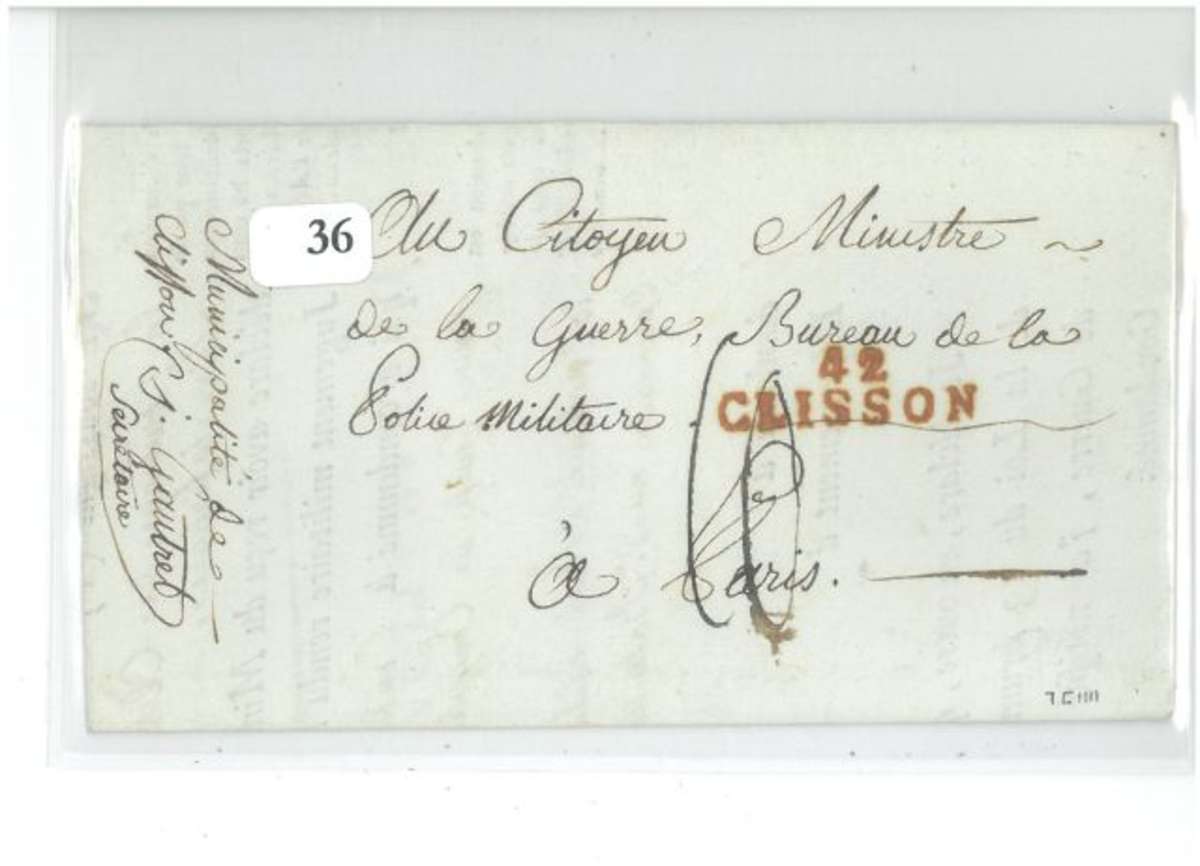 36
Au Citoyen Ministre
de la Guerre, Bureau de la
Police Militaire.
42
CLISSON
à Paris.
Municipalité de
Clisson
J. Gautret
Secrétaire